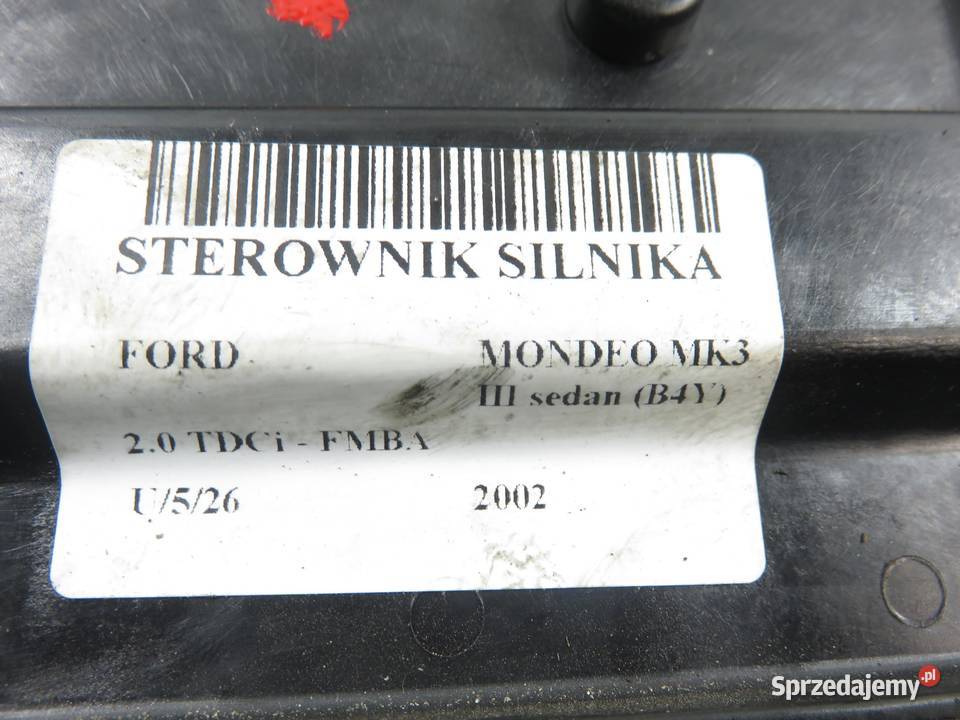 STEROWNIK SILNIKA
FORD MONDEO MK3
III sedan (B4Y)
2.0 TDCi - FMBA
U/5/26 2002
Sprzedajemy.pl